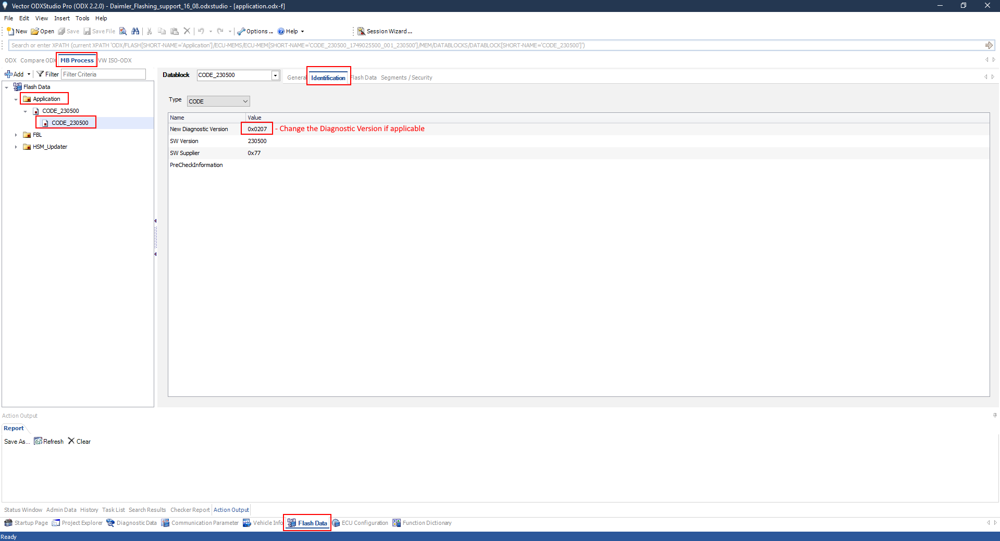 Vector ODXStudio Pro (ODX 2.2.0) - Daimler_Flashing_support_16_08.odxstudio - [application.odx-f]
File Edit View Insert Tools Help
New Open Save Save File Options ... Help Session Wizard ...
Search or enter XPATH (current XPATH 'ODX/FLASH[SHORT-NAME='Application']/ECU-MEMS/ECU-MEM[SHORT-NAME='CODE_230500_1749025500_001_230500']/MEM/DATABLOCKS/DATABLOCK[SHORT-NAME='CODE_230500']')
ODX Compare ODX MB Process VW ISO-ODX
Add Filter Filter Criteria
Flash Data
Application
CODE_230500
CODE_230500
FBL
HSM_Updater
Datablock CODE_230500 General Identification Flash Data Segments / Security
Type CODE
Name Value
New Diagnostic Version 0x0207 - Change the Diagnostic Version if applicable
SW Version 230500
SW Supplier 0x77
PreCheckInformation
Action Output
Report
Save As... Refresh Clear
Status Window Admin Data History Task List Search Results Checker Report Action Output
Startup Page Project Explorer Diagnostic Data Communication Parameter Vehicle Info Flash Data ECU Configuration Function Dictionary
Ready